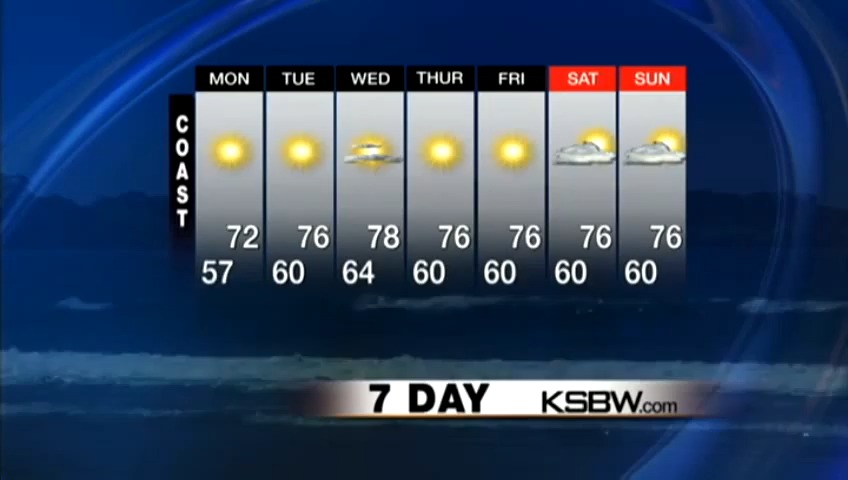 MON TUE WED THUR FRI SAT SUN
COAST
72 76 78 76 76 76 76
57 60 64 60 60 60 60
7 DAY KSBW.com